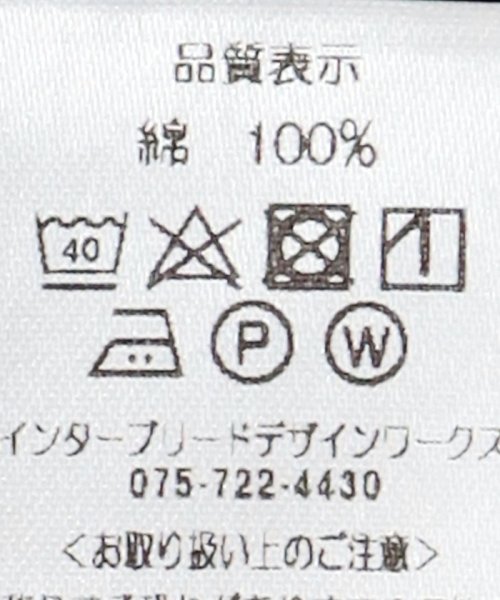 品質表示
綿 100%
40
P W
インターブリードデザインワークス
075-722-4430
<お取り扱い上のご注意>